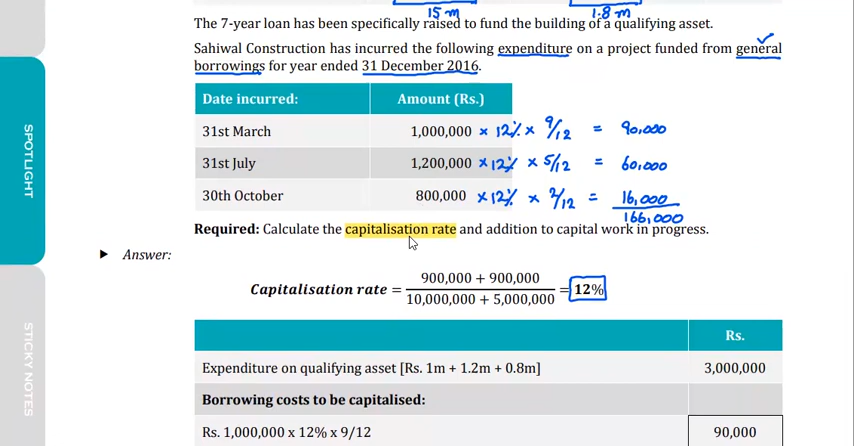 15 m 1.8 m
The 7-year loan has been specifically raised to fund the building of a qualifying asset.
Sahiwal Construction has incurred the following expenditure on a project funded from general
borrowings for year ended 31 December 2016.
Date incurred: Amount (Rs.)
31st March 1,000,000 × 12% × 9/12 = 90,000
31st July 1,200,000 × 12% × 5/12 = 60,000
30th October 800,000 × 12% × 2/12 = 16,000
166,000
Required: Calculate the capitalisation rate and addition to capital work in progress.
► Answer:
Capitalisation rate = 900,000 + 900,000 / 10,000,000 + 5,000,000 = 12%
Rs.
Expenditure on qualifying asset [Rs. 1m + 1.2m + 0.8m] 3,000,000
Borrowing costs to be capitalised:
Rs. 1,000,000 x 12% x 9/12 90,000
SPOTLIGHT
STICKY NOTES